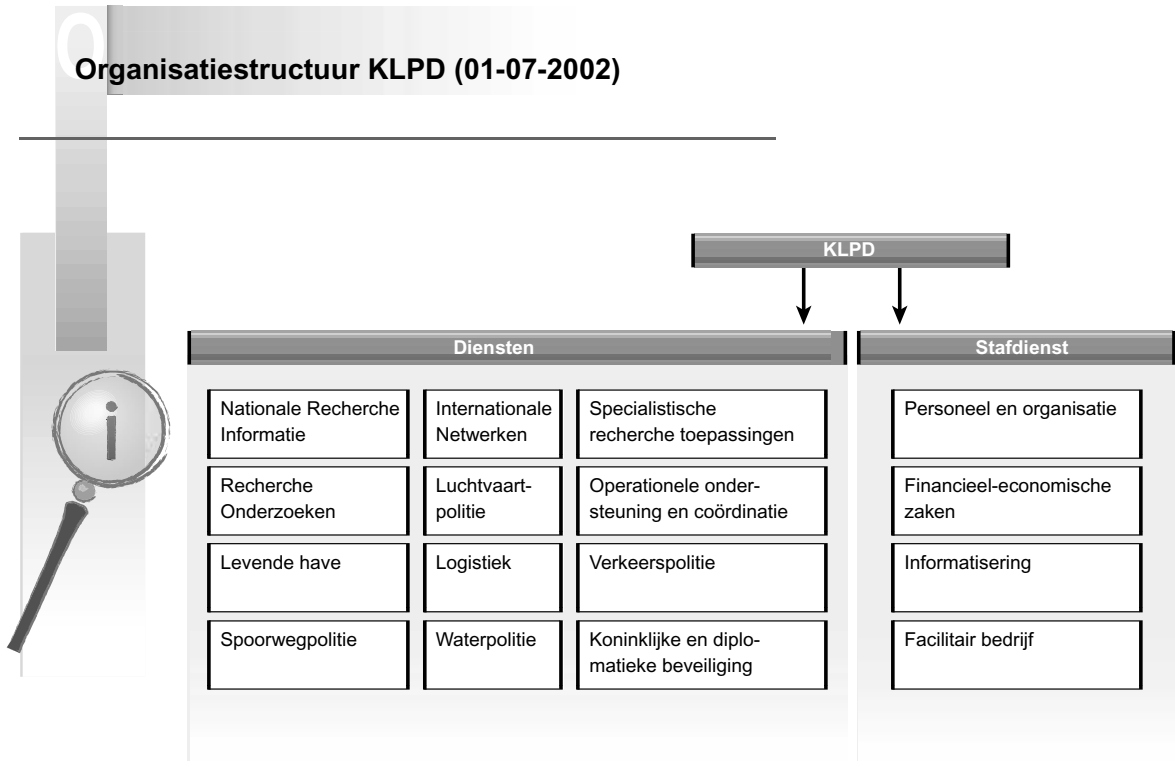 O
Organisatiestructuur KLPD (01-07-2002)
KLPD
Diensten
Stafdienst
Nationale Recherche
Informatie
Internationale
Netwerken
Specialistische
recherche toepassingen
Personeel en organisatie
Recherche
Onderzoeken
Luchtvaart-
politie
Operationele onder-
steuning en coördinatie
Financieel-economische
zaken
Levende have
Logistiek
Verkeerspolitie
Informatisering
Spoorwegpolitie
Waterpolitie
Koninklijke en diplo-
matieke beveiliging
Facilitair bedrijf
i